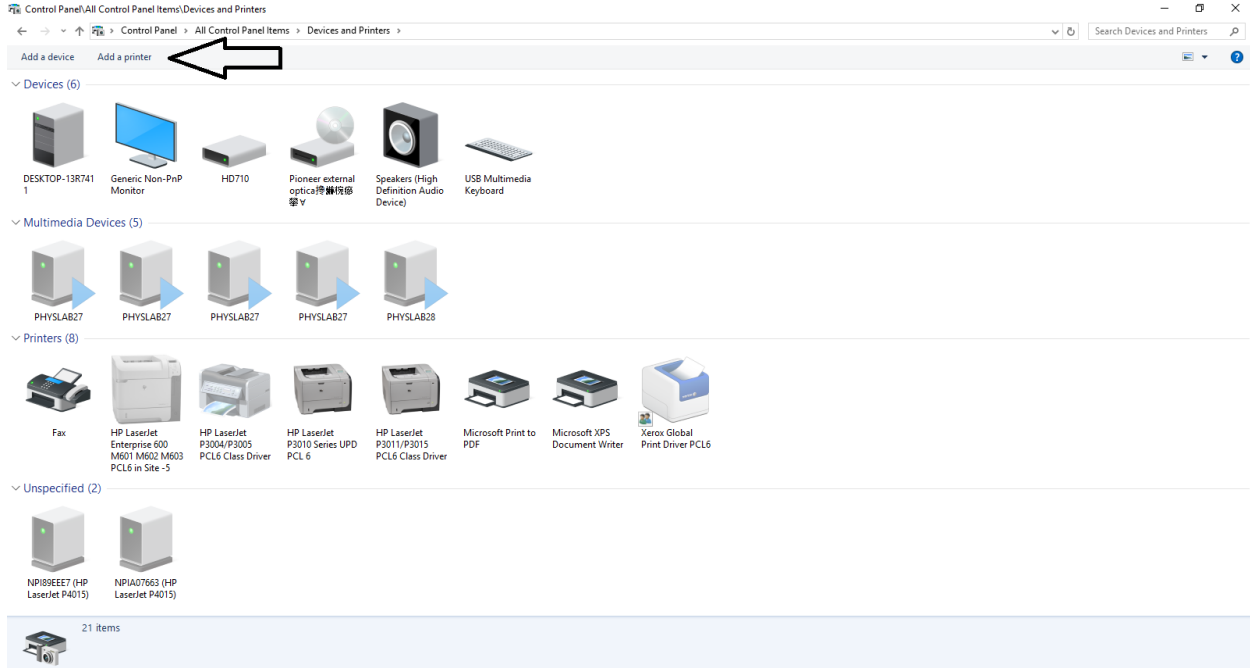 Control Panel\All Control Panel Items\Devices and Printers
Control Panel > All Control Panel Items > Devices and Printers >
Search Devices and Printers
Add a device Add a printer
Devices (6)
DESKTOP-13R741
1
Generic Non-PnP
Monitor
HD710
Pioneer external
optica
Speakers (High
Definition Audio
Device)
USB Multimedia
Keyboard
Multimedia Devices (5)
PHYSLAB27
PHYSLAB27
PHYSLAB27
PHYSLAB27
PHYSLAB28
Printers (8)
Fax
HP LaserJet
Enterprise 600
M601 M602 M603
PCL6 in Site -5
HP LaserJet
P3004/P3005
PCL6 Class Driver
HP LaserJet
P3010 Series UPD
PCL 6
HP LaserJet
P3011/P3015
PCL6 Class Driver
Microsoft Print to
PDF
Microsoft XPS
Document Writer
Xerox Global
Print Driver PCL6
Unspecified (2)
NPI89EEE7 (HP
LaserJet P4015)
NPIA07663 (HP
LaserJet P4015)
21 items